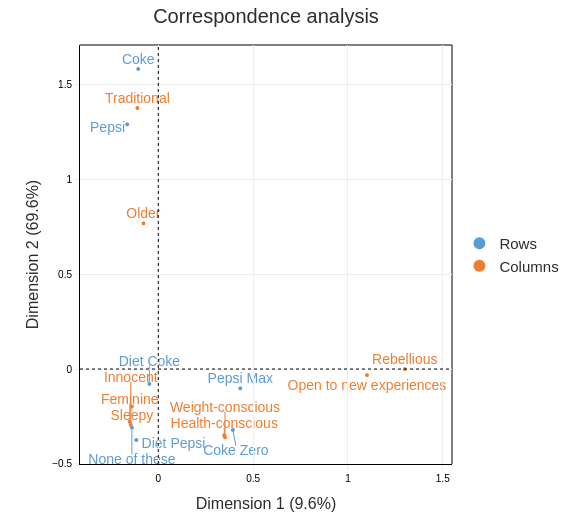 Correspondence analysis
Coke
1.5
Traditional
Pepsi
1
Older
Dimension 2 (69.6%)
Rows
Columns
0.5
Diet Coke
Rebellious
0
Innocent
Pepsi Max
Open to new experiences
Feminine
Weight-conscious
Sleepy
Health-conscious
Diet Pepsi
Coke Zero
None of these
−0.5
0
0.5
1
1.5
Dimension 1 (9.6%)